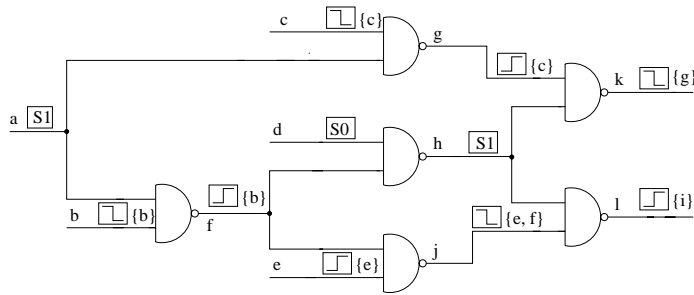 c {c} g
{c} k {g}
a S1
d S0 h S1
b {b} f {b}
{e, f} l {i}
e {e} j